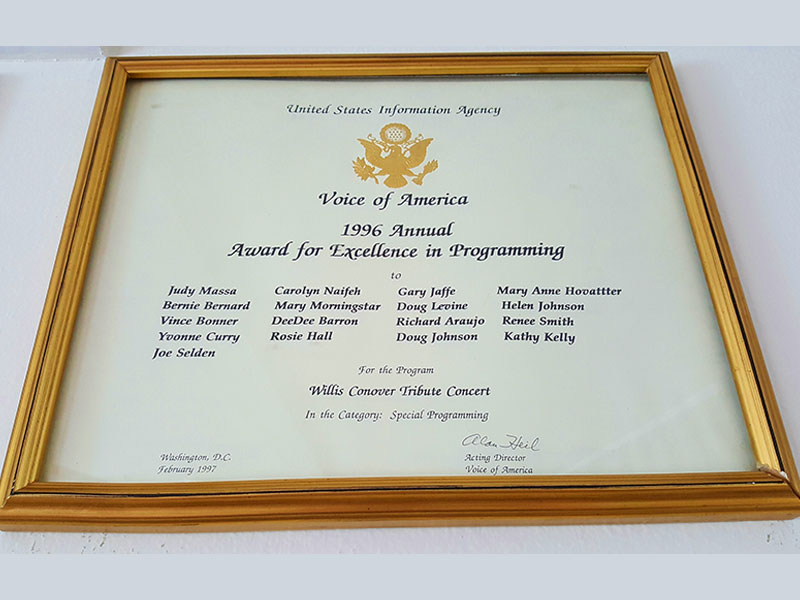 United States Information Agency
Voice of America
1996 Annual
Award for Excellence in Programming
to
Judy Massa Carolyn Naifeh Gary Jaffe Mary Anne Hovattter
Bernie Bernard Mary Morningstar Doug Levine Helen Johnson
Vince Bonner DeeDee Barron Richard Araujo Renee Smith
Yvonne Curry Rosie Hall Doug Johnson Kathy Kelly
Joe Selden
For the Program
Willis Conover Tribute Concert
In the Category: Special Programming
Alan Heil
Washington, D.C. Acting Director
February 1997 Voice of America